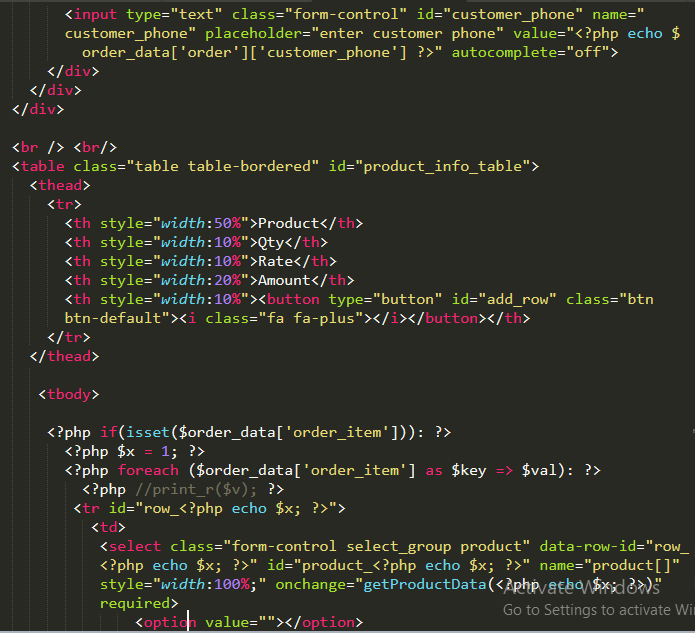 <input type="text" class="form-control" id="customer_phone" name="
customer_phone" placeholder="enter customer phone" value="<?php echo $
order_data['order']['customer_phone'] ?>" autocomplete="off">
</div>
</div>
</div>
<br /> <br/>
<table class="table table-bordered" id="product_info_table">
<thead>
<tr>
<th style="width:50%">Product</th>
<th style="width:10%">Qty</th>
<th style="width:10%">Rate</th>
<th style="width:20%">Amount</th>
<th style="width:10%"><button type="button" id="add_row" class="btn
btn-default"><i class="fa fa-plus"></i></button></th>
</tr>
</thead>
<tbody>
<?php if(isset($order_data['order_item'])): ?>
<?php $x = 1; ?>
<?php foreach ($order_data['order_item'] as $key => $val): ?>
<?php //print_r($v); ?>
<tr id="row_<?php echo $x; ?>">
<td>
<select class="form-control select_group product" data-row-id="row_
<?php echo $x; ?>" id="product_<?php echo $x; ?>" name="product[]"
style="width:100%;" onchange="getProductData(<?php echo $x; ?>)"
required>
<option value=""></option>
Activate Windows
Go to Settings to activate Win